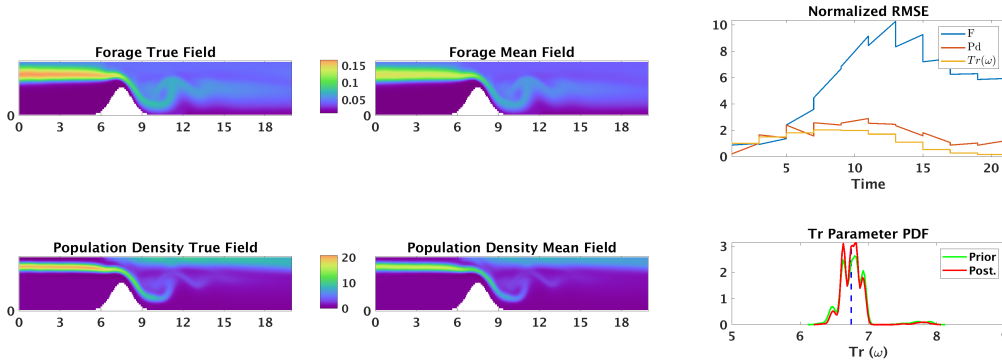 Forage True Field
0
0 3 6 9 12 15 18
0.15
0.1
0.05
Forage Mean Field
0
0 3 6 9 12 15 18
Normalized RMSE
10
8
6
4
2
0
5 10 15 20
Time
F
Pd
Tr(ω)
Population Density True Field
0
0 3 6 9 12 15 18
20
10
0
Population Density Mean Field
0
0 3 6 9 12 15 18
Tr Parameter PDF
3
2
1
0
5 6 7 8
Tr (ω)
Prior
Post.